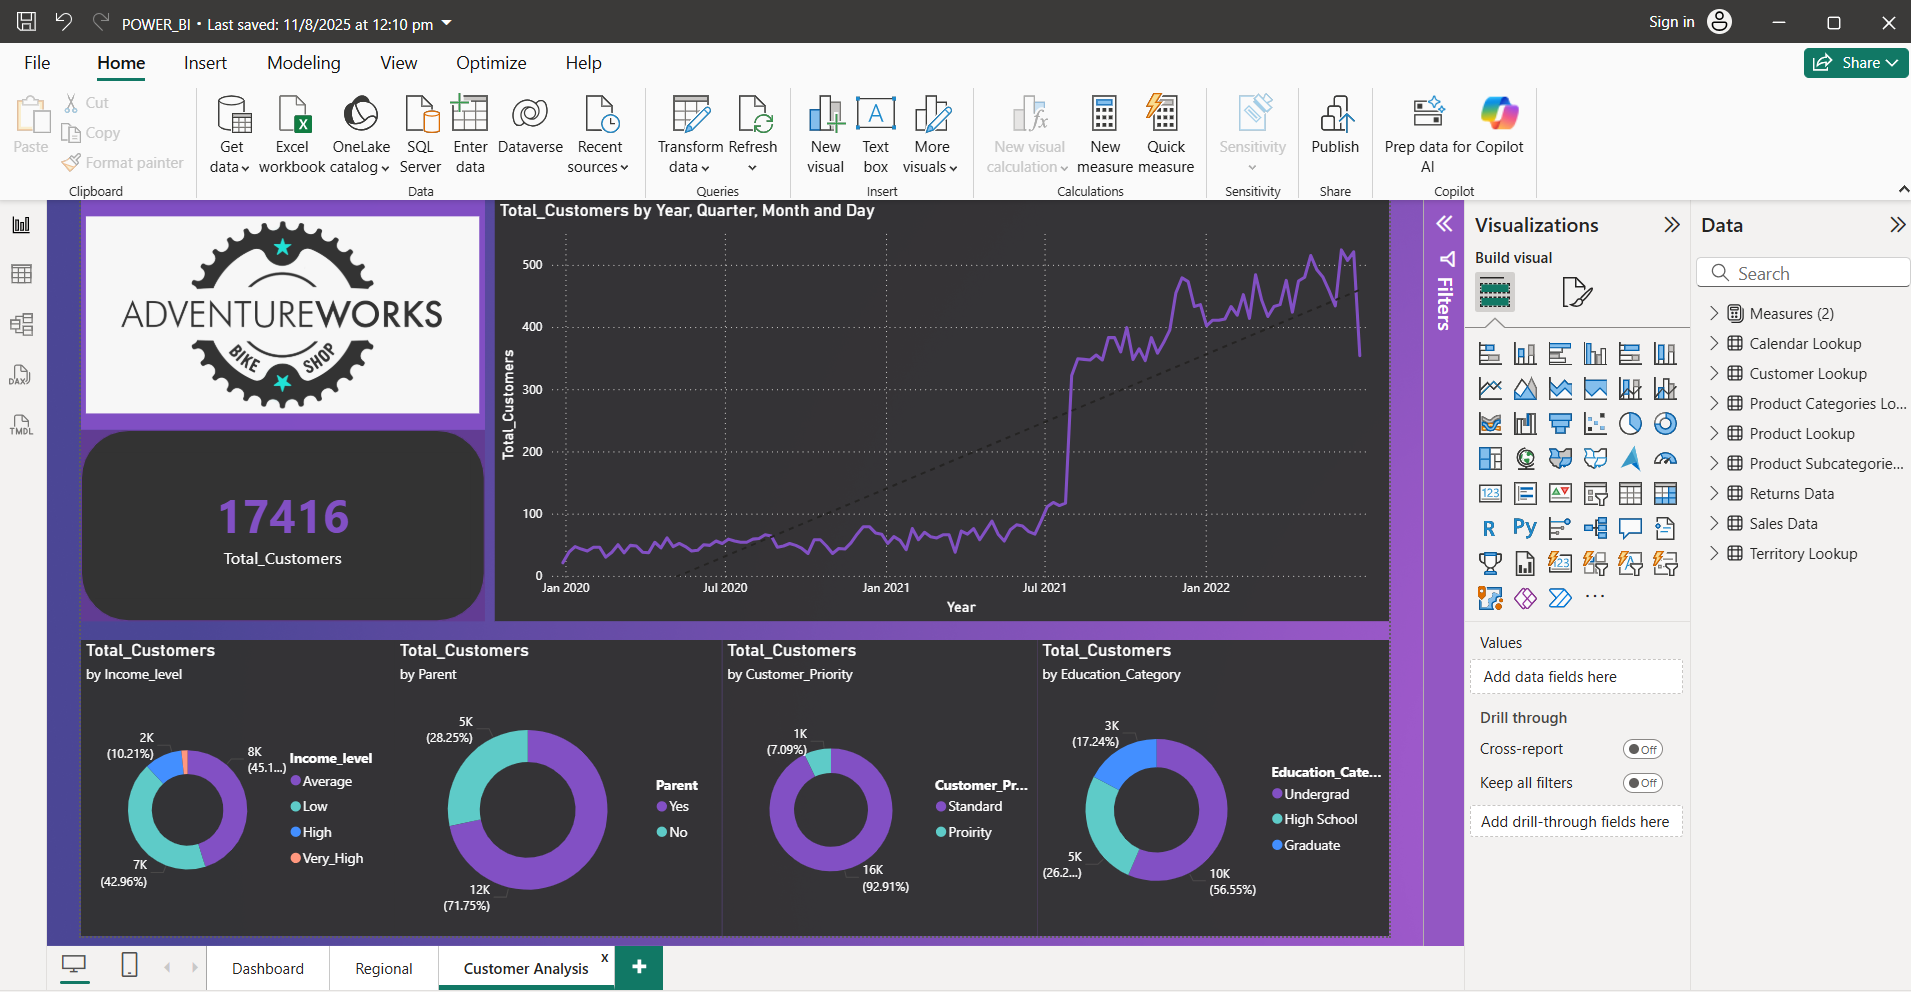 POWER_BI • Last saved: 11/8/2025 at 12:10 pm
Sign in
File
Home
Insert
Modeling
View
Optimize
Help
Share
Paste
Cut
Copy
Format painter
Clipboard
Get
data
Excel
workbook
OneLake
catalog
SQL
Server
Enter
data
Dataverse
Recent
sources
Data
Transform
data
Refresh
Queries
New
visual
Text
box
More
visuals
Insert
New visual
calculation
New
measure
Quick
measure
Calculations
Sensitivity
Sensitivity
Publish
Share
Prep data for
AI
Copilot
Copilot
DAX
TMDL
ADVENTUREWORKS
BIKE SHOP
17416
Total_Customers
Total_Customers by Year, Quarter, Month and Day
Total_Customers
500
400
300
200
100
0
Jan 2020
Jul 2020
Jan 2021
Jul 2021
Jan 2022
Year
Total_Customers
by Income_level
2K
(10.21%)
8K
(45.1...)
7K
(42.96%)
Income_level
Average
Low
High
Very_High
Total_Customers
by Parent
5K
(28.25%)
12K
(71.75%)
Parent
Yes
No
Total_Customers
by Customer_Priority
1K
(7.09%)
16K
(92.91%)
Customer_Pr...
Standard
Proirity
Total_Customers
by Education_Category
3K
(17.24%)
5K
(26.2...)
10K
(56.55%)
Education_Cate...
Undergrad
High School
Graduate
Filters
Visualizations
Build visual
123
R
Py
123
Values
Add data fields here
Drill through
Cross-report
Off
Keep all filters
Off
Add drill-through fields here
Data
Search
Measures (2)
Calendar Lookup
Customer Lookup
Product Categories Lo...
Product Lookup
Product Subcategorie...
Returns Data
Sales Data
Territory Lookup
Dashboard
Regional
Customer Analysis
x
+